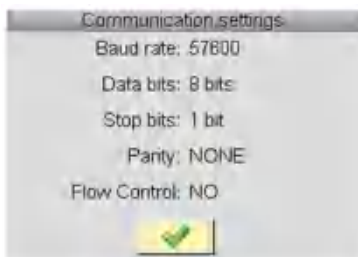 Communication settings
Baud rate: 57600
Data bits: 8 bits
Stop bits: 1 bit
Parity: NONE
Flow Control: NO